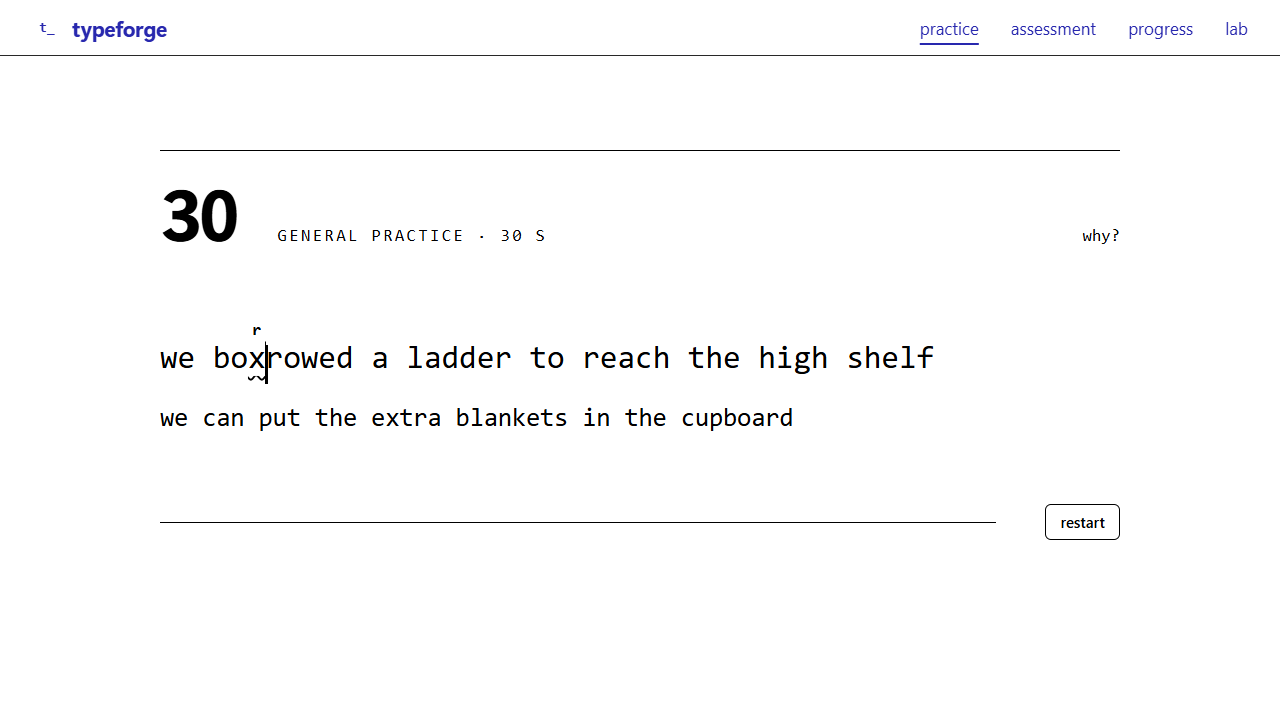 t_ typeforge practice assessment progress lab
30 GENERAL PRACTICE · 30 S why?
r
we boxrowed a ladder to reach the high shelf
we can put the extra blankets in the cupboard
restart